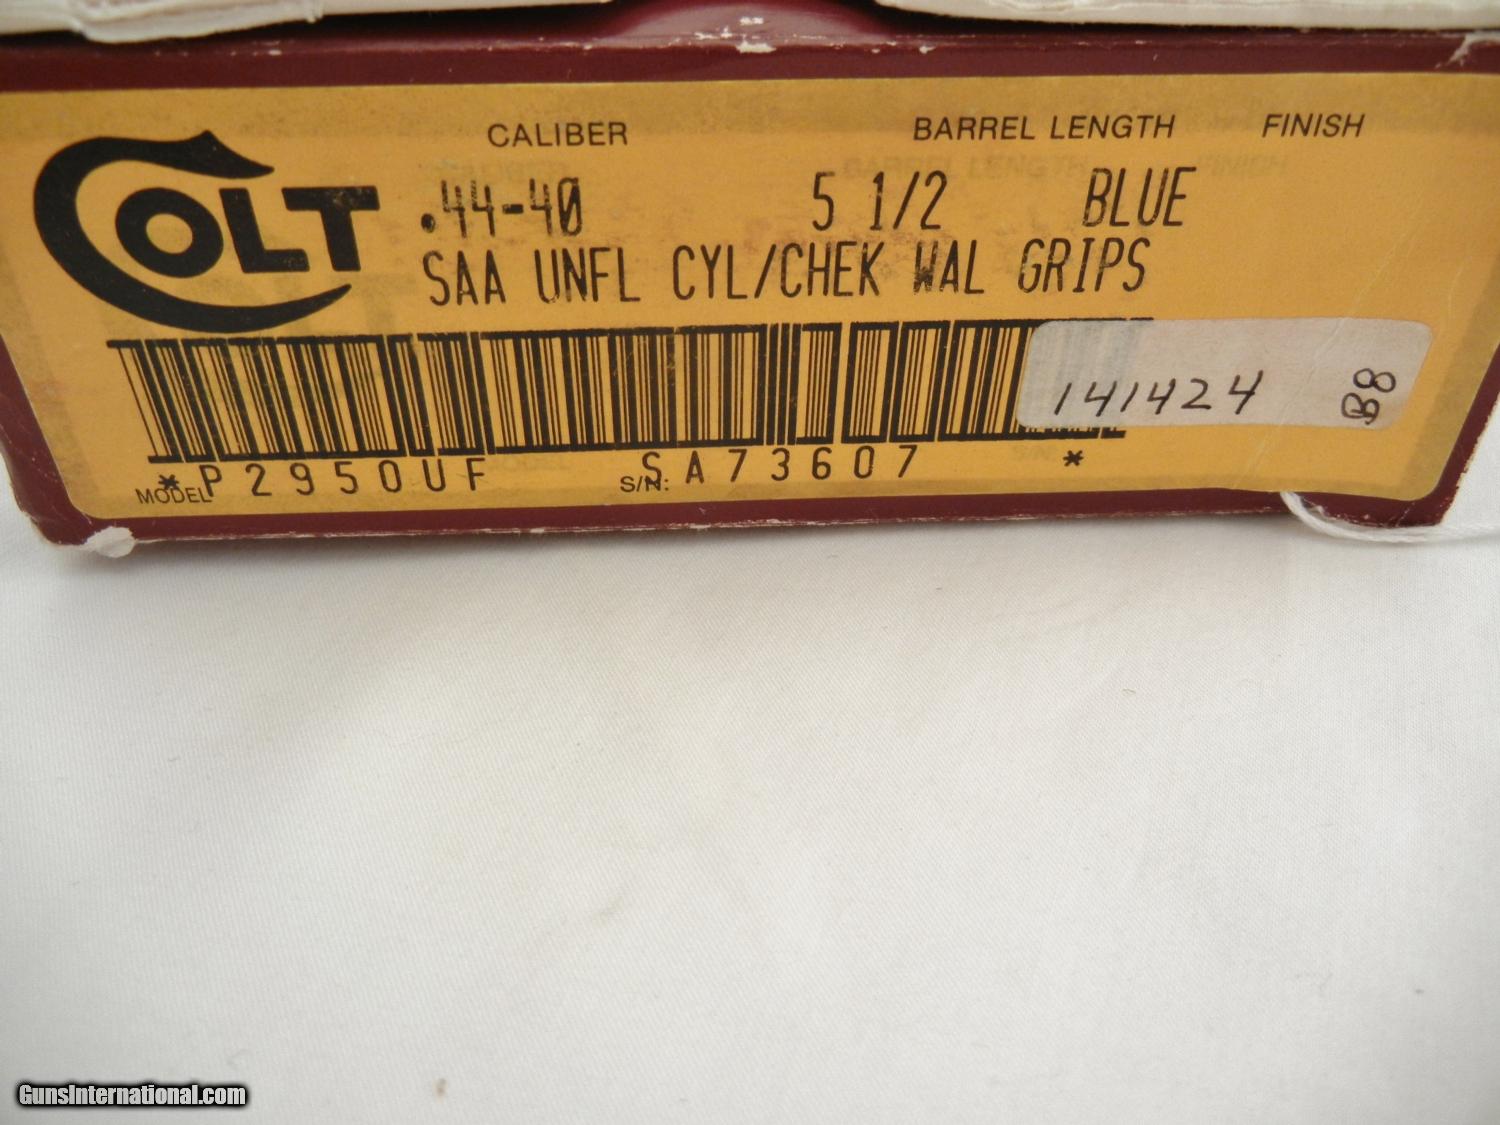 COLT
CALIBER BARREL LENGTH FINISH
.44-40 5 1/2 BLUE
SAA UNFL CYL/CHEK WAL GRIPS
141424 B8
MODEL *P2950UF S/N: SA73607 *
GunsInternational.com